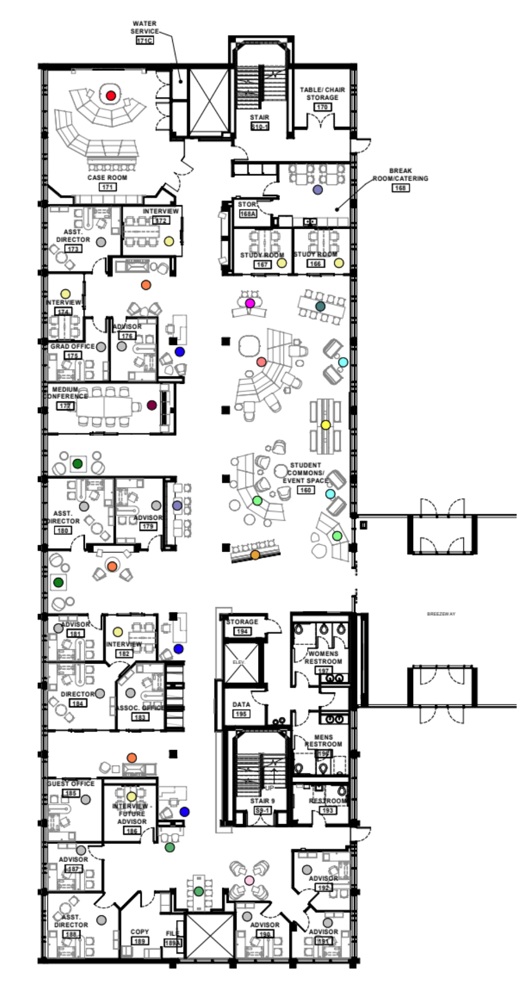 WATER
SERVICE
171C
TABLE/ CHAIR
STORAGE
170
STAIR
S10-1
CASE ROOM
171
BREAK
ROOM/CATERING
168
STOR.
168A
INTERVIEW
172
ASST.
DIRECTOR
173
STUDY ROOM
167
STUDY ROOM
166
INTERVIEW
174
ADVISOR
176
GRAD OFFICE
175
MEDIUM
CONFERENCE
177
STUDENT
COMMONS/
EVENT SPACE
160
ASST.
DIRECTOR
180
ADVISOR
179
BREEZEWAY
ADVISOR
181
STORAGE
194
INTERVIEW
182
WOMENS
RESTROOM
197
ELEV.
DIRECTOR
184
ASSOC. OFFICE
183
DATA
195
MENS
RESTROOM
196
GUEST OFFICE
185
UP
INTERVIEW -
FUTURE
ADVISOR
186
STAIR 9
S9-1
RESTROOM
193
ADVISOR
187
ADVISOR
192
ASST.
DIRECTOR
188
COPY
189
FILE
189A
ADVISOR
190
ADVISOR
191